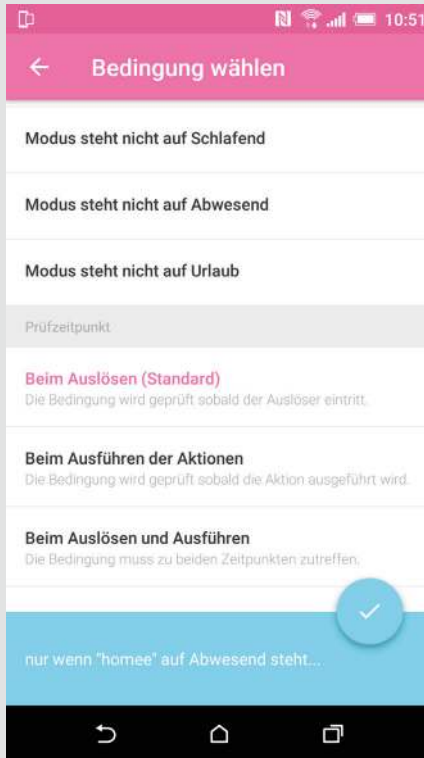 10:51
Bedingung wählen
Modus steht nicht auf Schlafend
Modus steht nicht auf Abwesend
Modus steht nicht auf Urlaub
Prüfzeitpunkt
Beim Auslösen (Standard)
Die Bedingung wird geprüft sobald der Auslöser eintritt.
Beim Ausführen der Aktionen
Die Bedingung wird geprüft sobald die Aktion ausgeführt wird.
Beim Auslösen und Ausführen
Die Bedingung muss zu beiden Zeitpunkten zutreffen.
nur wenn "homee" auf Abwesend steht...